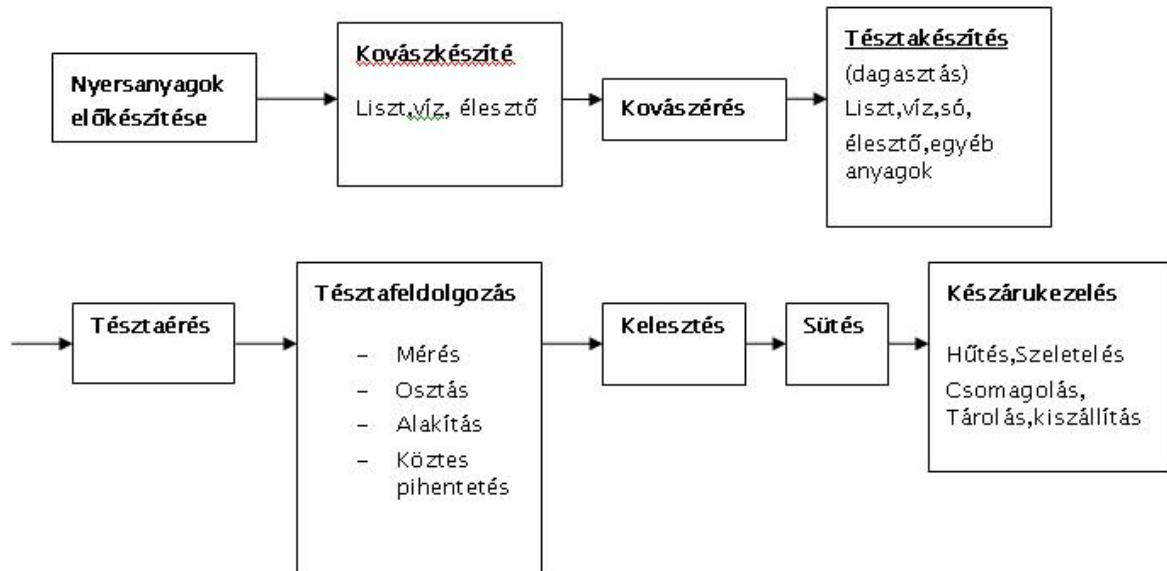 Nyersanyagok
előkészítése
Kovászkészíté
Liszt,víz, élesztő
Kovászérés
Tésztakészítés
(dagasztás)
Liszt,víz,só,
élesztő,egyéb
anyagok
Tésztaérés
Tésztafeldolgozás
– Mérés
– Osztás
– Alakítás
– Köztes
pihentetés
Kelesztés
Sütés
Készárukezelés
Hűtés,Szeletelés
Csomagolás,
Tárolás,kiszállítás